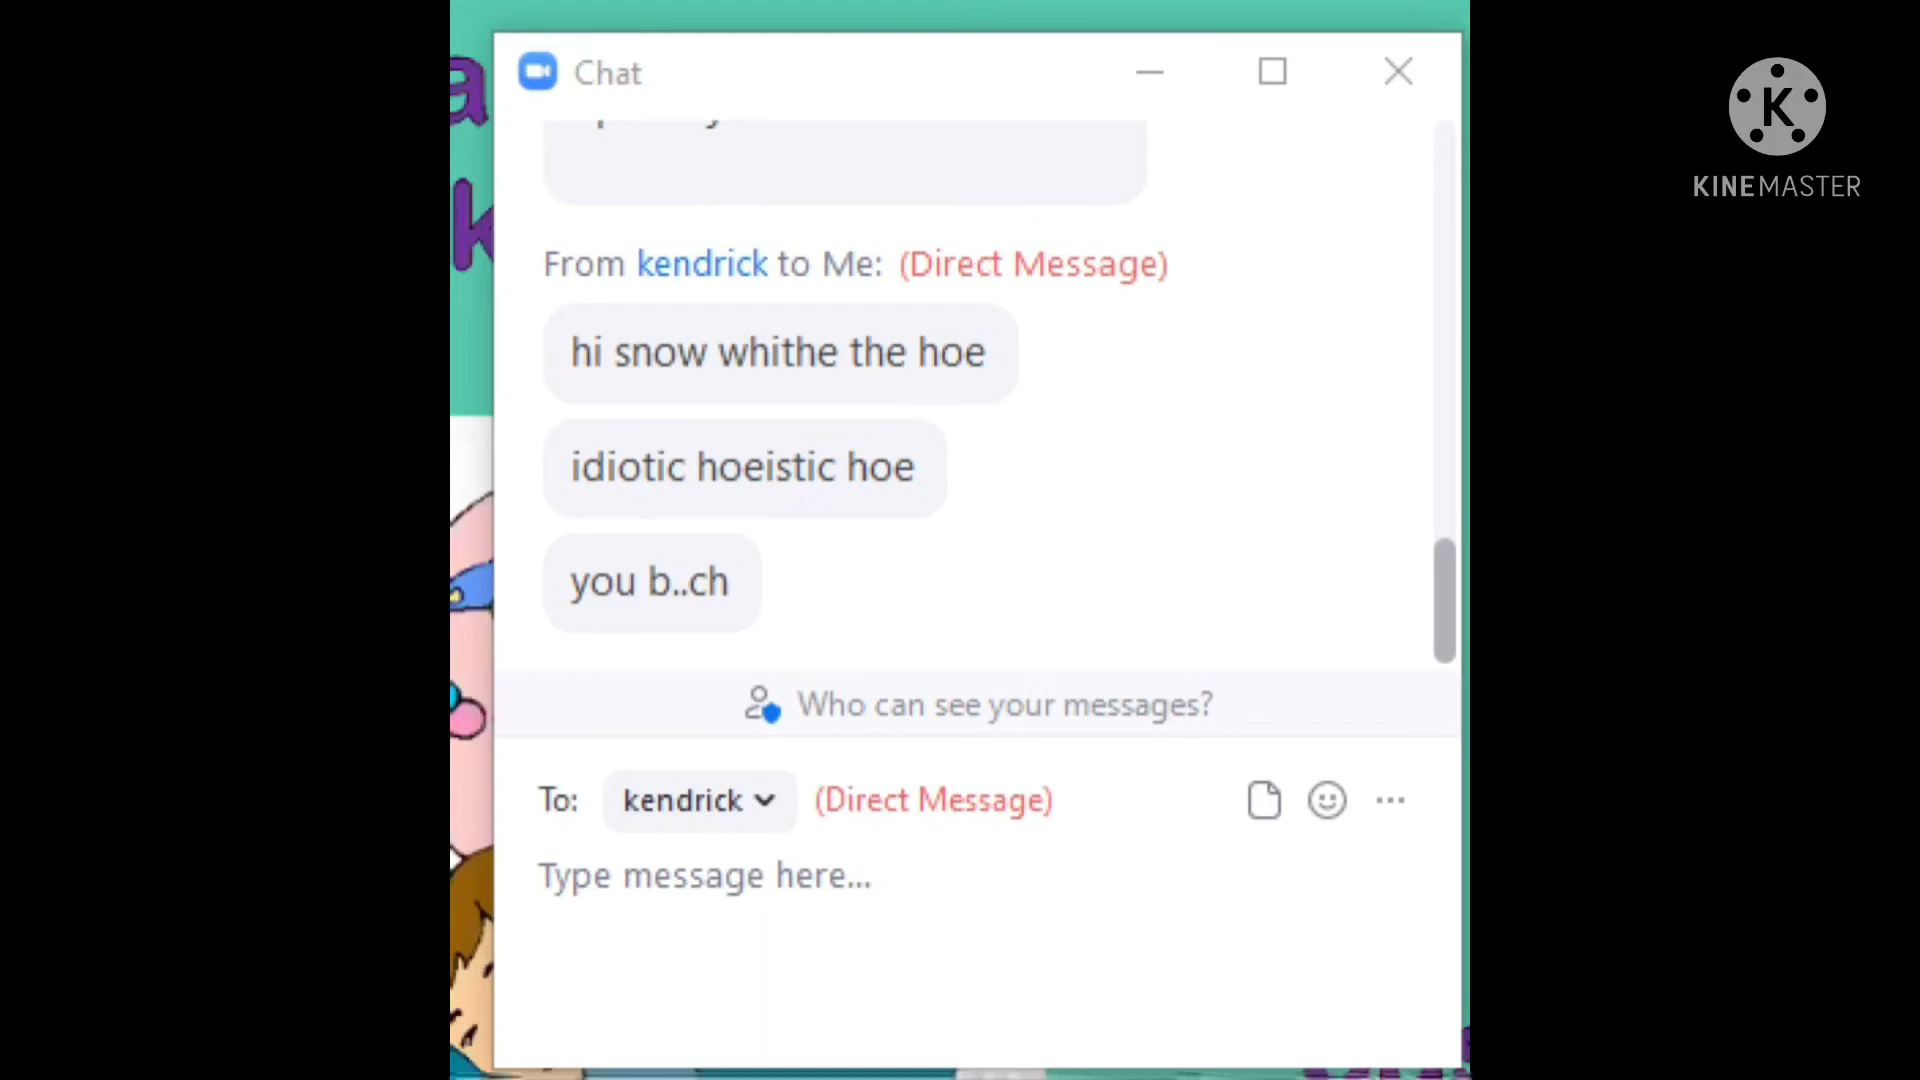 a
Chat
KINEMASTER
k
From kendrick to Me: (Direct Message)
hi snow whithe the hoe
idiotic hoeistic hoe
you b..ch
Who can see your messages?
To: kendrick (Direct Message)
Type message here...